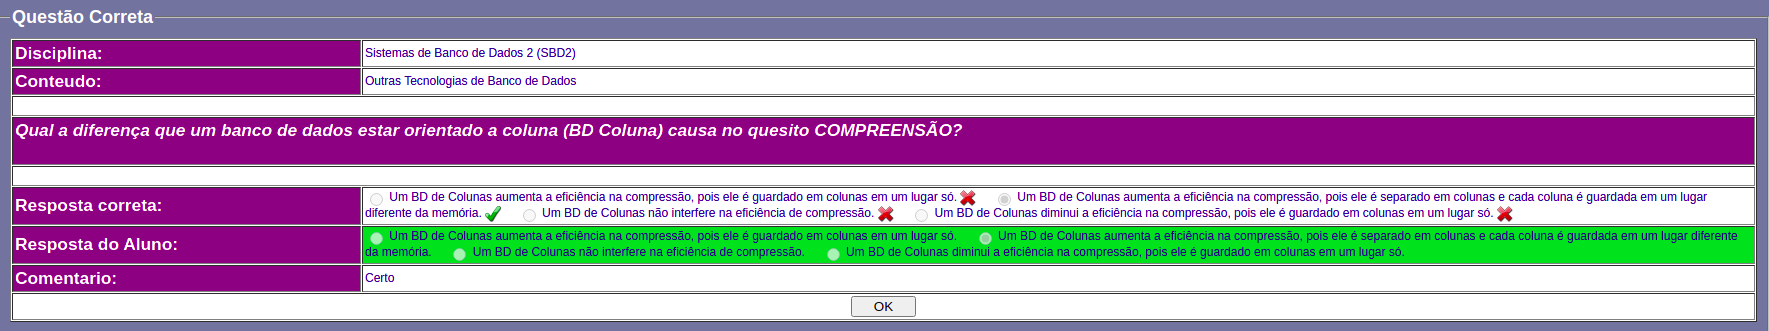 Questão Correta
Disciplina:
Sistemas de Banco de Dados 2 (SBD2)
Conteudo:
Outras Tecnologias de Banco de Dados
Qual a diferença que um banco de dados estar orientado a coluna (BD Coluna) causa no quesito COMPREENSÃO?
Resposta correta:
Um BD de Colunas aumenta a eficiência na compressão, pois ele é guardado em colunas em um lugar só. Um BD de Colunas aumenta a eficiência na compressão, pois ele é separado em colunas e cada coluna é guardada em um lugar
diferente da memória. Um BD de Colunas não interfere na eficiência de compressão. Um BD de Colunas diminui a eficiência na compressão, pois ele é guardado em colunas em um lugar só.
Resposta do Aluno:
Um BD de Colunas aumenta a eficiência na compressão, pois ele é guardado em colunas em um lugar só. Um BD de Colunas aumenta a eficiência na compressão, pois ele é separado em colunas e cada coluna é guardada em um lugar diferente
da memória. Um BD de Colunas não interfere na eficiência de compressão. Um BD de Colunas diminui a eficiência na compressão, pois ele é guardado em colunas em um lugar só.
Comentario:
Certo
OK